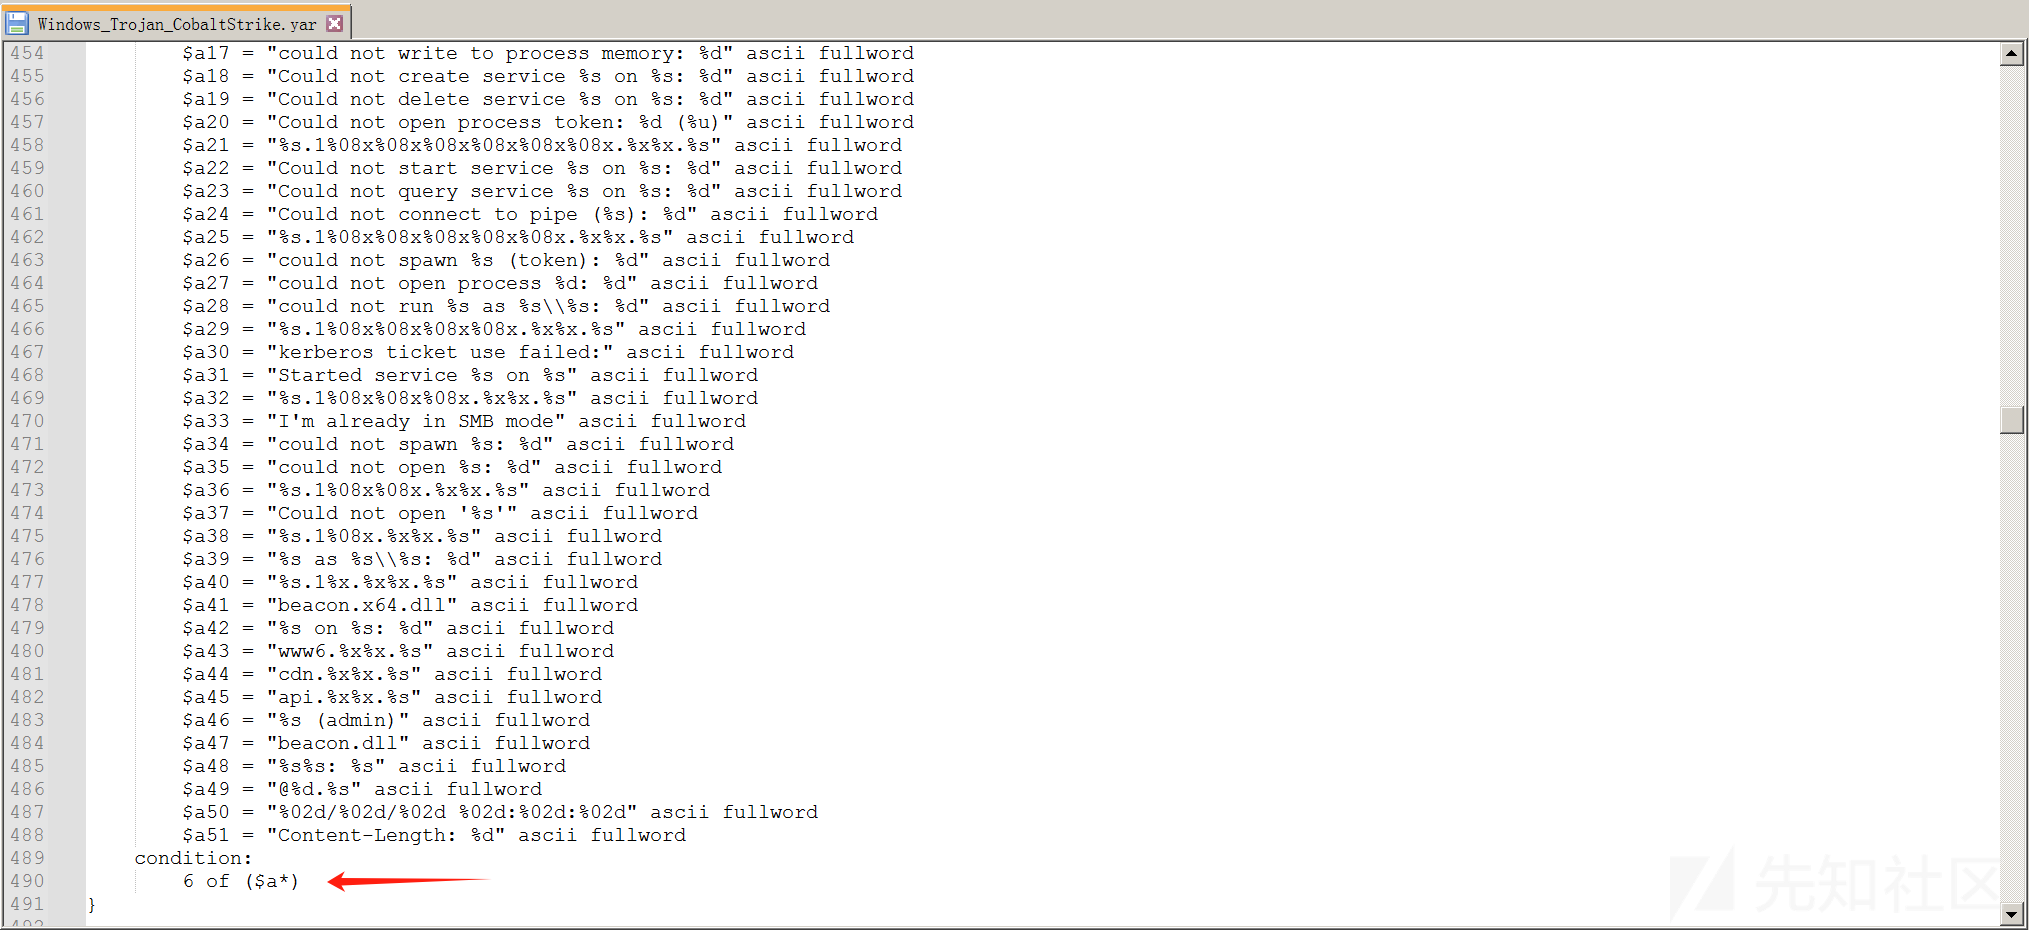 Windows_Trojan_CobaltStrike.yar
454 $a17 = "could not write to process memory: %d" ascii fullword
455 $a18 = "Could not create service %s on %s: %d" ascii fullword
456 $a19 = "Could not delete service %s on %s: %d" ascii fullword
457 $a20 = "Could not open process token: %d (%u)" ascii fullword
458 $a21 = "%s.1%08x%08x%08x%08x%08x%08x.%x%x.%s" ascii fullword
459 $a22 = "Could not start service %s on %s: %d" ascii fullword
460 $a23 = "Could not query service %s on %s: %d" ascii fullword
461 $a24 = "Could not connect to pipe (%s): %d" ascii fullword
462 $a25 = "%s.1%08x%08x%08x%08x%08x.%x%x.%s" ascii fullword
463 $a26 = "could not spawn %s (token): %d" ascii fullword
464 $a27 = "could not open process %d: %d" ascii fullword
465 $a28 = "could not run %s as %s\\%s: %d" ascii fullword
466 $a29 = "%s.1%08x%08x%08x%08x.%x%x.%s" ascii fullword
467 $a30 = "kerberos ticket use failed:" ascii fullword
468 $a31 = "Started service %s on %s" ascii fullword
469 $a32 = "%s.1%08x%08x%08x.%x%x.%s" ascii fullword
470 $a33 = "I'm already in SMB mode" ascii fullword
471 $a34 = "could not spawn %s: %d" ascii fullword
472 $a35 = "could not open %s: %d" ascii fullword
473 $a36 = "%s.1%08x%08x.%x%x.%s" ascii fullword
474 $a37 = "Could not open '%s'" ascii fullword
475 $a38 = "%s.1%08x.%x%x.%s" ascii fullword
476 $a39 = "%s as %s\\%s: %d" ascii fullword
477 $a40 = "%s.1%x.%x%x.%s" ascii fullword
478 $a41 = "beacon.x64.dll" ascii fullword
479 $a42 = "%s on %s: %d" ascii fullword
480 $a43 = "www6.%x%x.%s" ascii fullword
481 $a44 = "cdn.%x%x.%s" ascii fullword
482 $a45 = "api.%x%x.%s" ascii fullword
483 $a46 = "%s (admin)" ascii fullword
484 $a47 = "beacon.dll" ascii fullword
485 $a48 = "%s%s: %s" ascii fullword
486 $a49 = "@%d.%s" ascii fullword
487 $a50 = "%02d/%02d/%02d %02d:%02d:%02d" ascii fullword
488 $a51 = "Content-Length: %d" ascii fullword
489 condition:
490 6 of ($a*)
491 }
492
先知社区